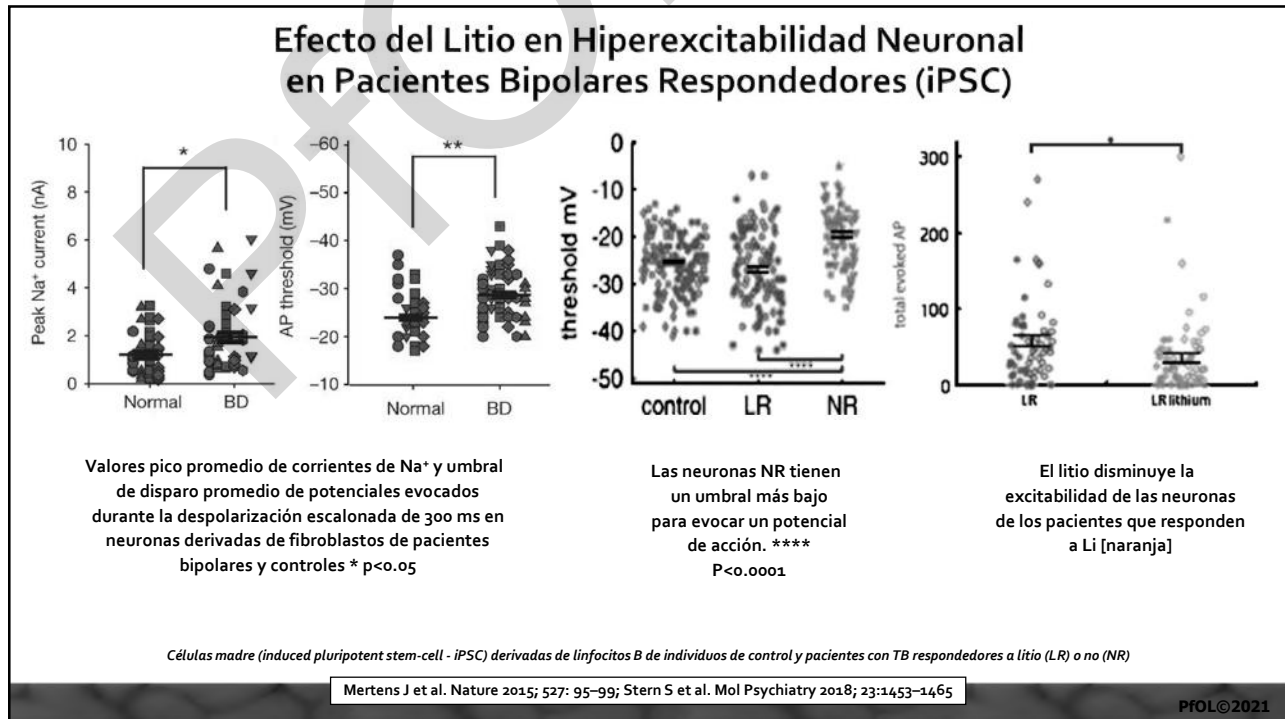 Efecto del Litio en Hiperexcitabilidad Neuronal
en Pacientes Bipolares Respondedores (iPSC)
Peak Na⁺ current (nA)
10
8
6
4
2
0
*
Normal
BD
AP threshold (mV)
−60
−50
−40
−30
−20
−10
**
Normal
BD
threshold mV
0
-10
-20
-30
-40
-50
****
****
control
LR
NR
total evoked AP
300
200
100
0
*
LR
LR lithium
Valores pico promedio de corrientes de Na⁺ y umbral
de disparo promedio de potenciales evocados
durante la despolarización escalonada de 300 ms en
neuronas derivadas de fibroblastos de pacientes
bipolares y controles * p<0.05
Las neuronas NR tienen
un umbral más bajo
para evocar un potencial
de acción. ****
P<0.0001
El litio disminuye la
excitabilidad de las neuronas
de los pacientes que responden
a Li [naranja]
Células madre (induced pluripotent stem-cell - iPSC) derivadas de linfocitos B de individuos de control y pacientes con TB respondedores a litio (LR) o no (NR)
Mertens J et al. Nature 2015; 527: 95–99; Stern S et al. Mol Psychiatry 2018; 23:1453–1465
PfOL©2021